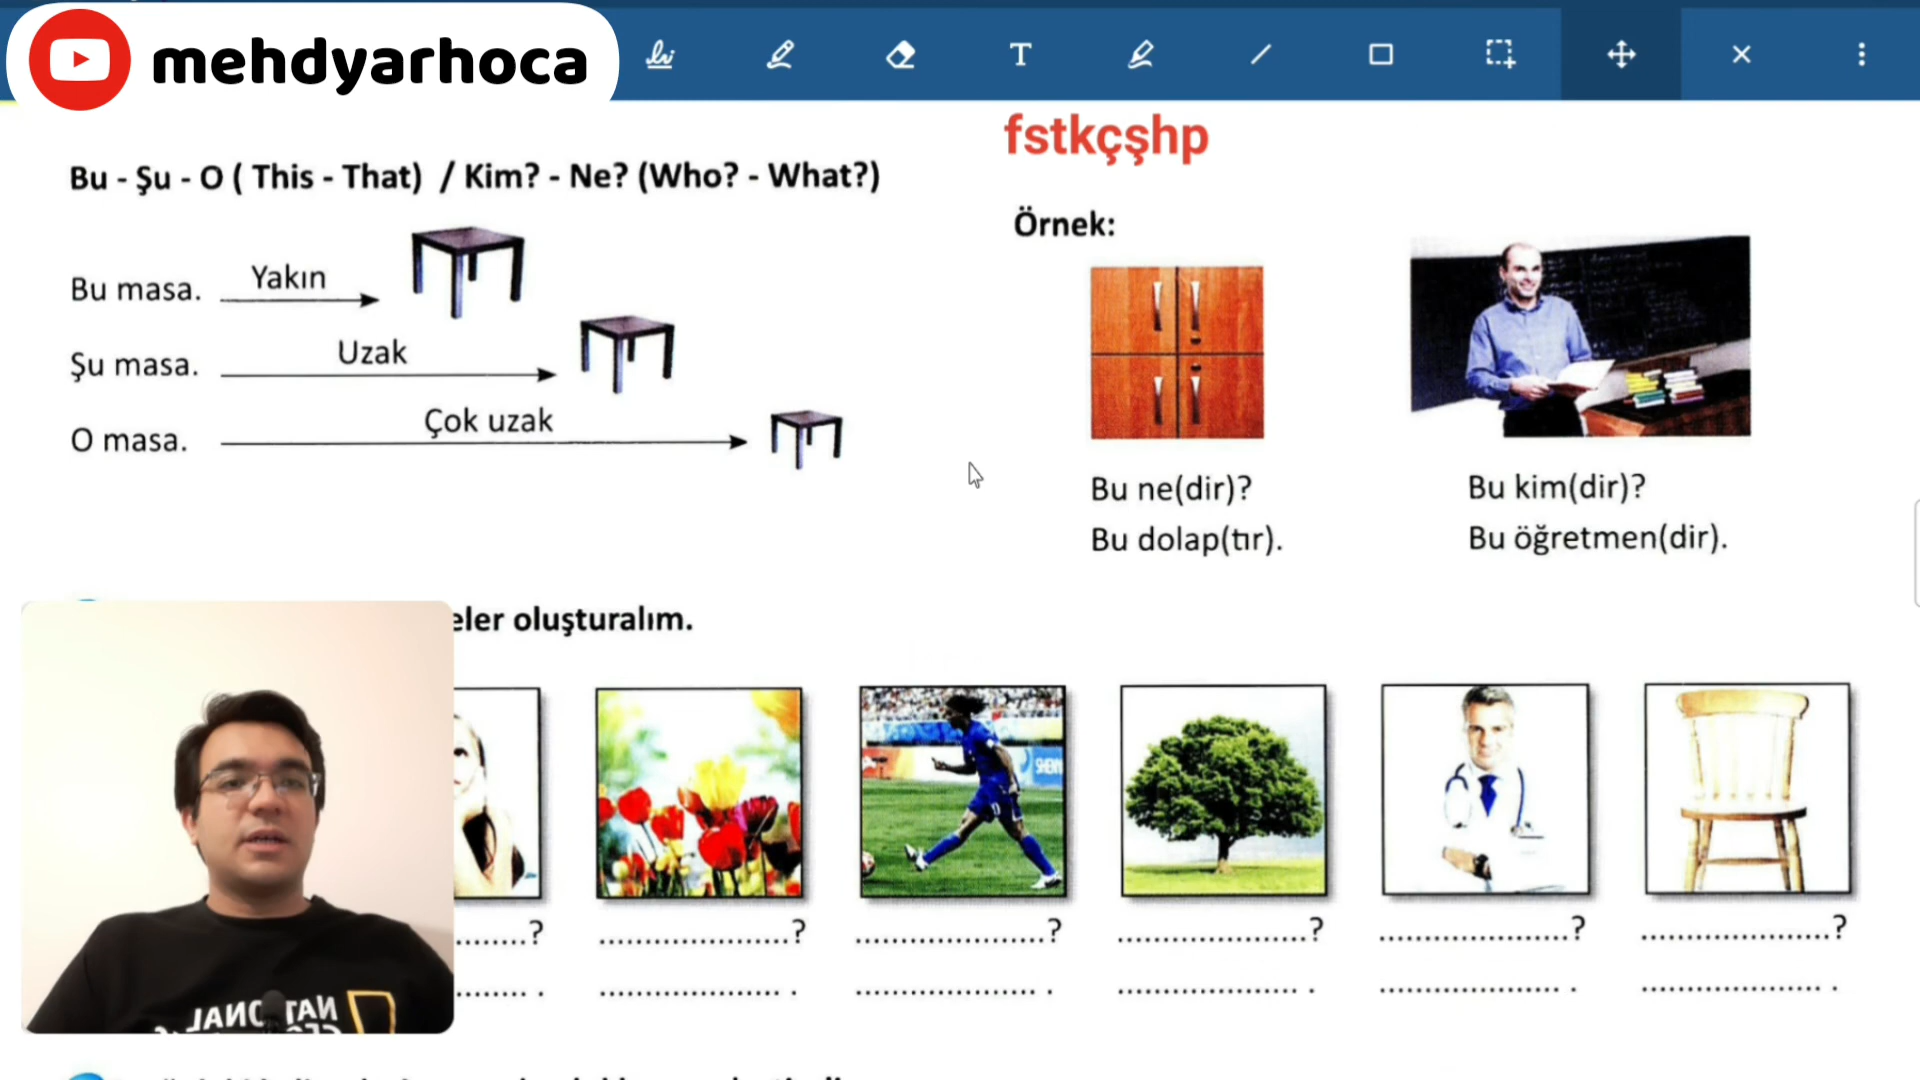 mehdyarhoca
T
fstkçşhp
Bu - Şu - O ( This - That) / Kim? - Ne? (Who? - What?)
Örnek:
Bu masa.
Yakın
Şu masa.
Uzak
O masa.
Çok uzak
Bu ne(dir)?
Bu dolap(tır).
Bu kim(dir)?
Bu öğretmen(dir).
eler oluşturalım.
........?
....................?
....................?
....................?
....................?
....................?
........ .
.................... .
.................... .
.................... .
.................... .
.................... .